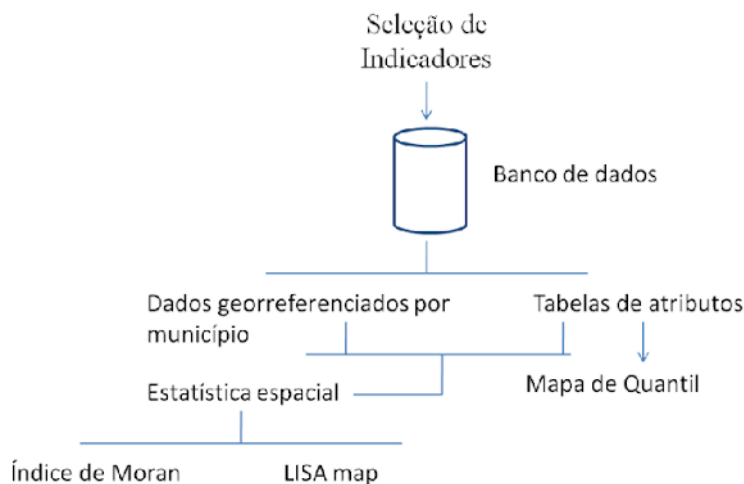 Seleção de
Indicadores
Banco de dados
Dados georreferenciados por
município
Tabelas de atributos
Mapa de Quantil
Estatística espacial
Índice de Moran
LISA map